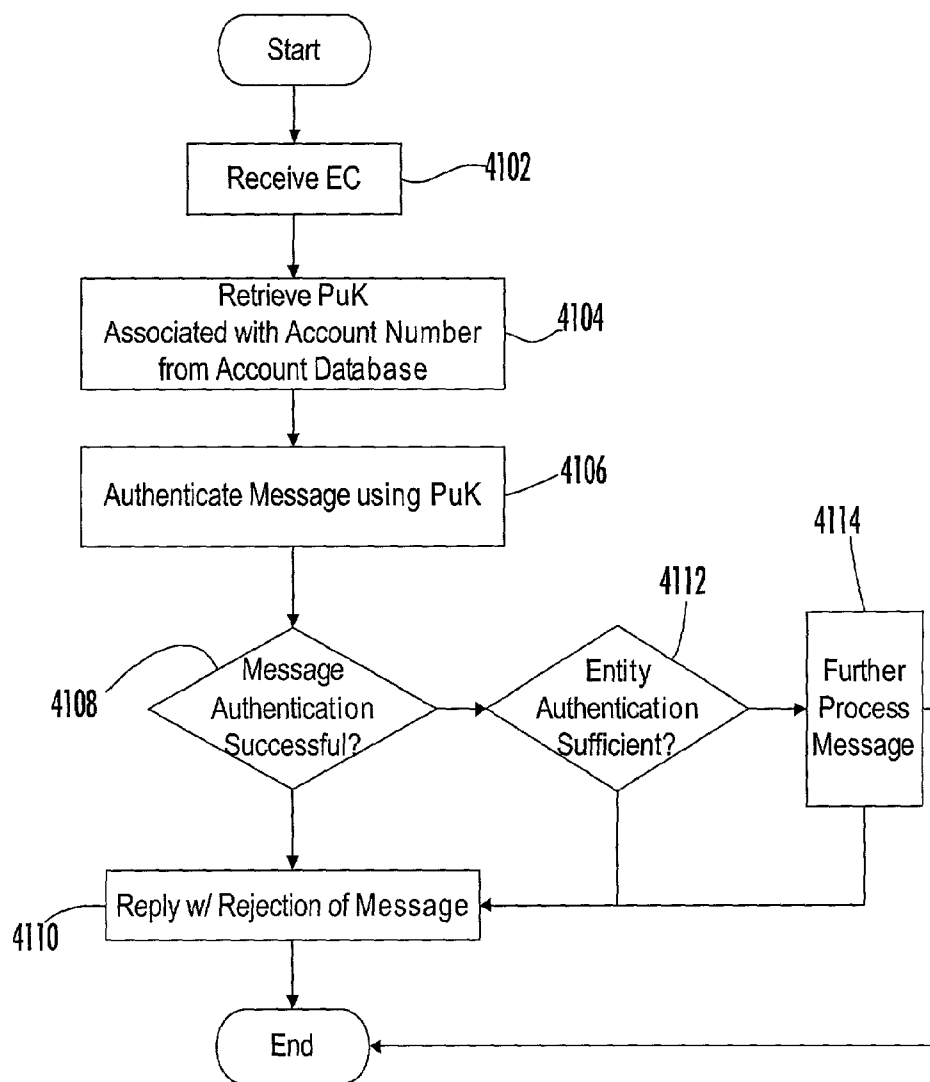 Start
Receive EC
4102
Retrieve PuK
Associated with Account Number
from Account Database
4104
Authenticate Message using PuK
4106
Message
Authentication
Successful?
4108
Entity
Authentication
Sufficient?
4112
Further
Process
Message
4114
Reply w/ Rejection of Message
4110
End